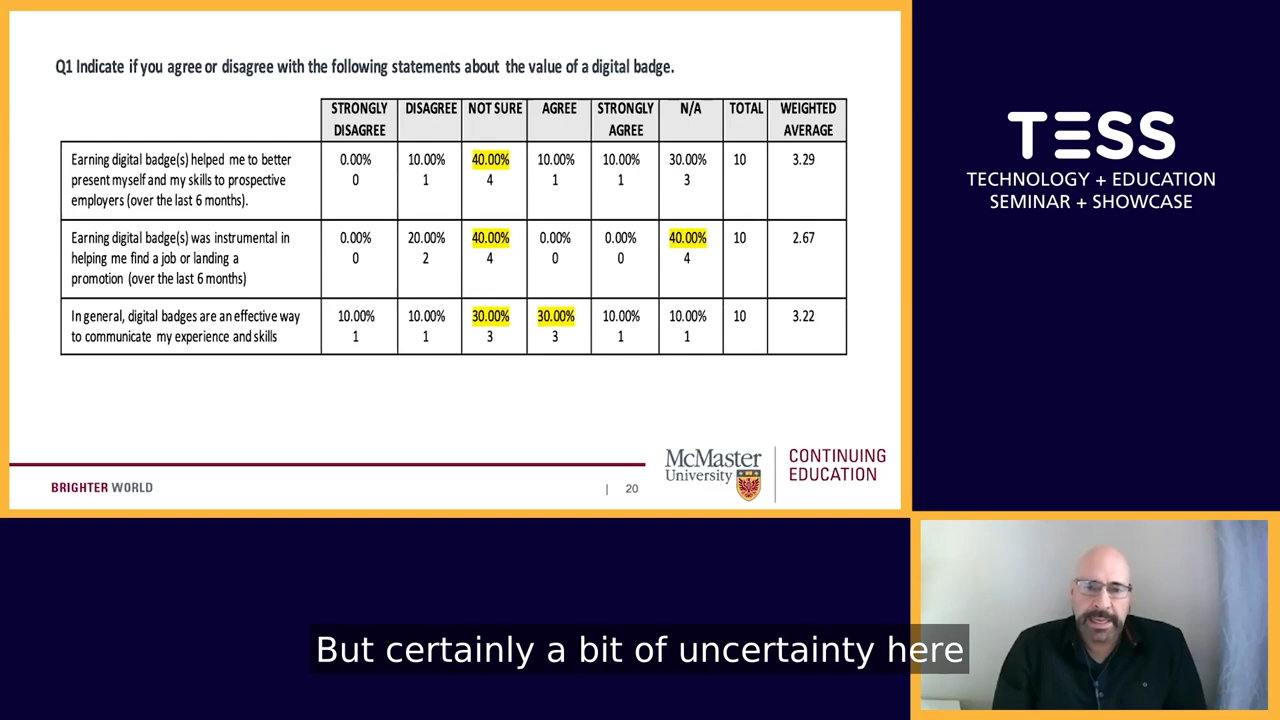 Q1 Indicate if you agree or disagree with the following statements about the value of a digital badge.
STRONGLY DISAGREE NOT SURE AGREE STRONGLY N/A TOTAL WEIGHTED
DISAGREE AGREE AVERAGE
Earning digital badge(s) helped me to better 0.00% 10.00% 40.00% 10.00% 10.00% 30.00% 10 3.29
present myself and my skills to prospective 0 1 4 1 1 3
employers (over the last 6 months).
Earning digital badge(s) was instrumental in 0.00% 20.00% 40.00% 0.00% 0.00% 40.00% 10 2.67
helping me find a job or landing a 0 2 4 0 0 4
promotion (over the last 6 months)
In general, digital badges are an effective way 10.00% 10.00% 30.00% 30.00% 10.00% 10.00% 10 3.22
to communicate my experience and skills 1 1 3 3 1 1
BRIGHTER WORLD
| 20
McMaster
University
CONTINUING
EDUCATION
TESS
TECHNOLOGY + EDUCATION
SEMINAR + SHOWCASE
But certainly a bit of uncertainty here